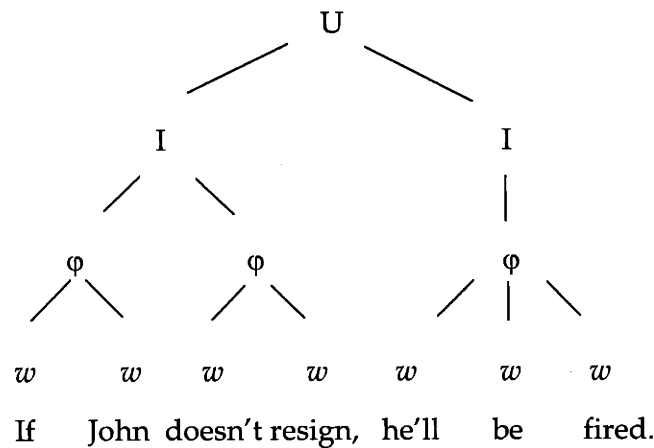 U
I I
φ φ φ
w w w w w w w
If John doesn't resign, he'll be fired.